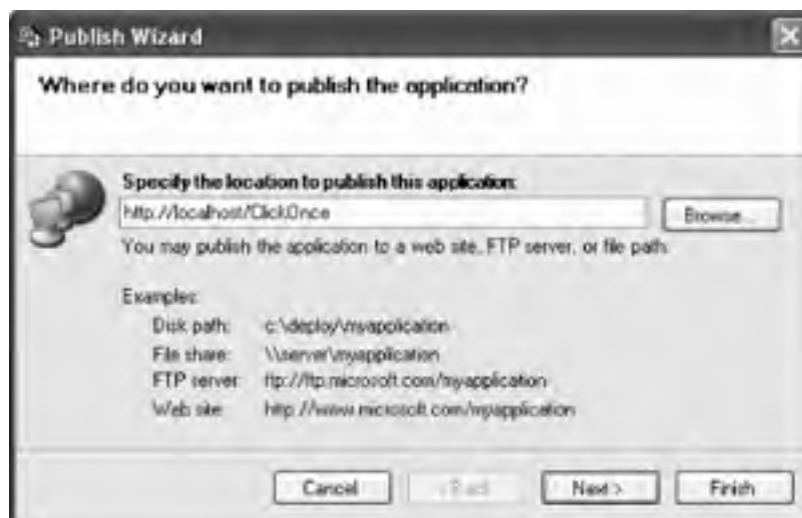 Publish Wizard
Where do you want to publish the application?
Specify the location to publish this application:
http://localhost/ClickOnce
Browse...
You may publish the application to a web site, FTP server, or file path.
Examples:
Disk path: c:\deploy\myapplication
File share: \\server\myapplication
FTP server: ftp://ftp.microsoft.com/myapplication
Web site: http://www.microsoft.com/myapplication
Cancel < Back Next > Finish